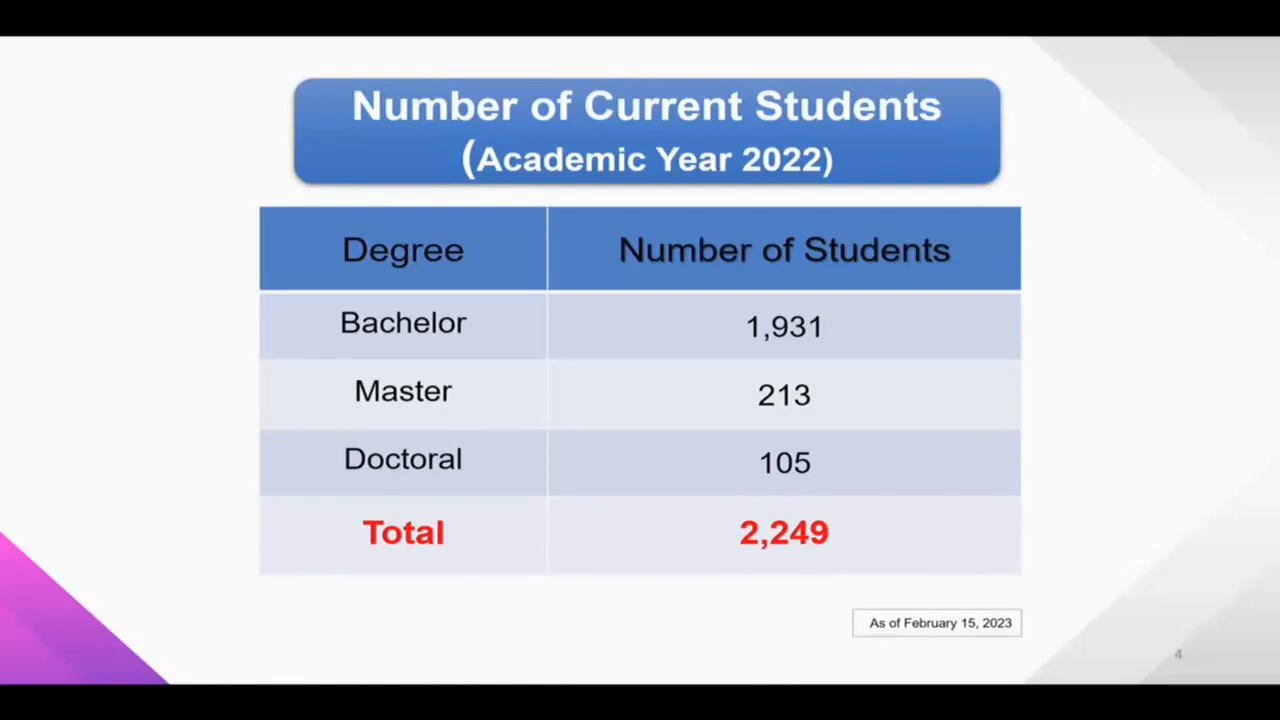 Number of Current Students
(Academic Year 2022)
Degree Number of Students
Bachelor 1,931
Master 213
Doctoral 105
Total 2,249
As of February 15, 2023
4